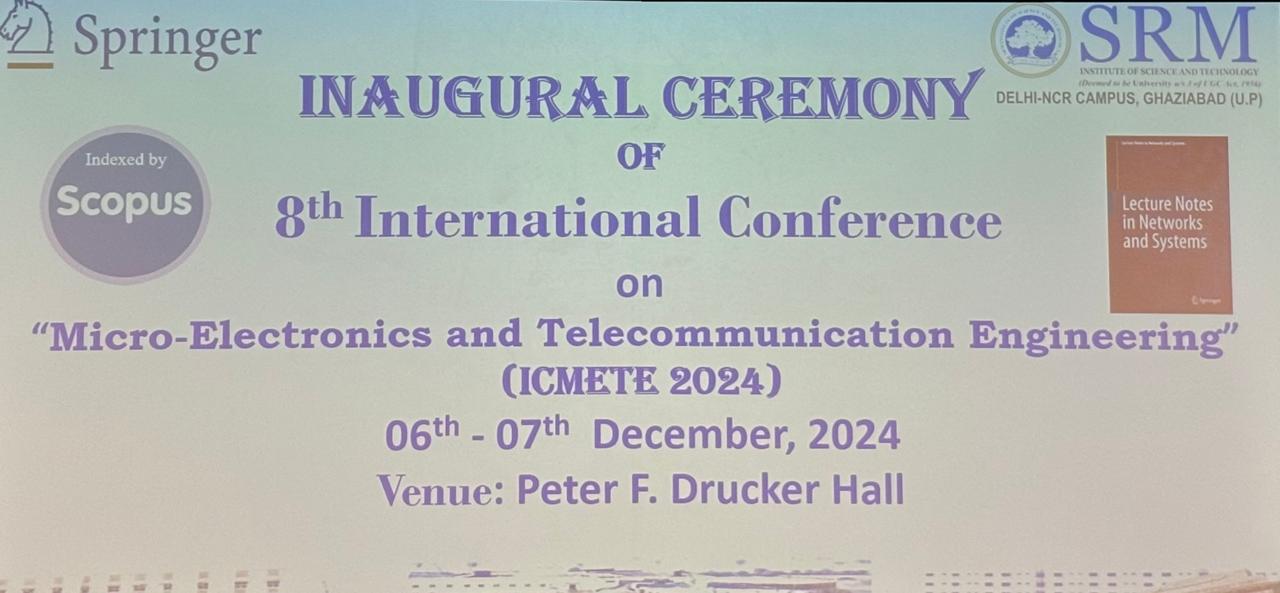 Springer
SRM
INSTITUTE OF SCIENCE AND TECHNOLOGY
(Deemed to be University u/s 3 of UGC Act, 1956)
DELHI-NCR CAMPUS, GHAZIABAD (U.P)
INAUGURAL CEREMONY
OF
Indexed by
Scopus
8th International Conference
Lecture Notes in Networks and Systems
Lecture Notes
in Networks
and Systems
Springer
on
“Micro-Electronics and Telecommunication Engineering”
(ICMETE 2024)
06th - 07th December, 2024
Venue: Peter F. Drucker Hall